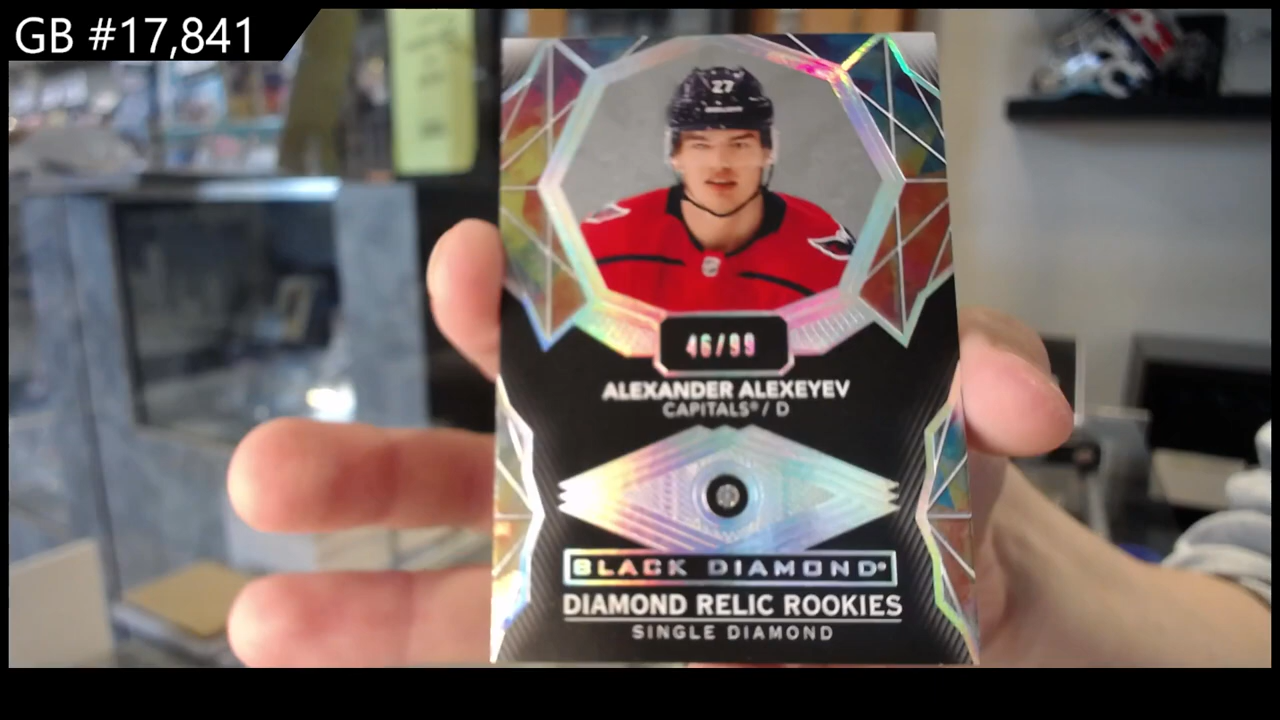 GB #17,841
27
46/99
ALEXANDER ALEXEYEV
CAPITALS® / D
BLACK DIAMOND®
DIAMOND RELIC ROOKIES
SINGLE DIAMOND